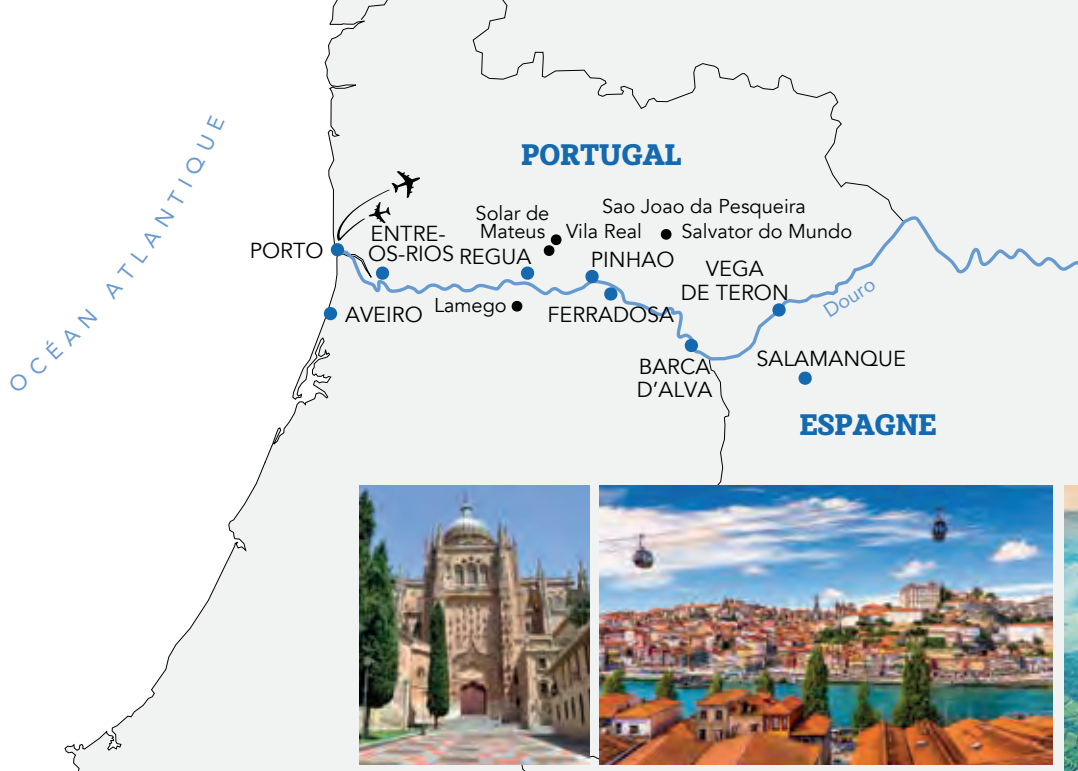 OCÉAN ATLANTIQUE
PORTUGAL
Sao Joao da Pesqueira
Salvator do Mundo
Solar de
Mateus
Vila Real
PORTO
ENTRE-
OS-RIOS
REGUA
PINHAO
VEGA
DE TERON
Douro
AVEIRO
Lamego
FERRADOSA
BARCA
D'ALVA
SALAMANQUE
ESPAGNE